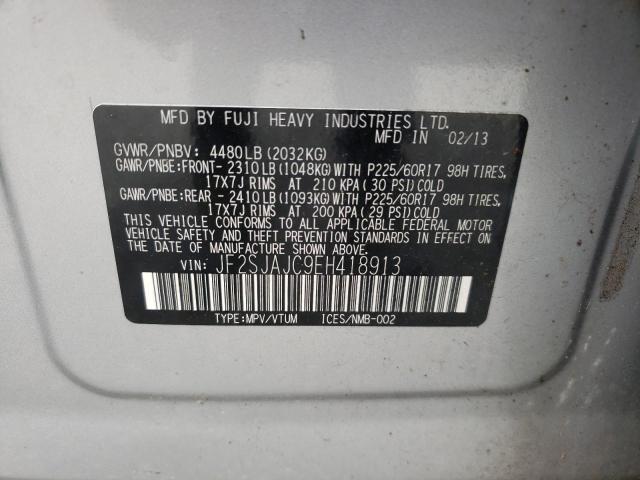 MFD BY FUJI HEAVY INDUSTRIES LTD.
MFD IN 02/13
GVWR/PNBV: 4480LB(2032KG)
GAWR/PNBE:FRONT- 2310LB(1048KG)WITH P225/60R17 98H TIRES,
17X7J RIMS AT 210 KPA(30 PSI)COLD
GAWR/PNBE:REAR - 2410LB(1093KG)WITH P225/60R17 98H TIRES,
17X7J RIMS AT 200 KPA(29 PSI)COLD
THIS VEHICLE CONFORMS TO ALL APPLICABLE FEDERAL MOTOR
VEHICLE SAFETY AND THEFT PREVENTION STANDARDS IN EFFECT
ON THE DATE OF MANUFACTURE SHOWN ABOVE.
VIN: JF2SJAJC9EH418913
TYPE:MPV/VTUM ICES/NMB-002